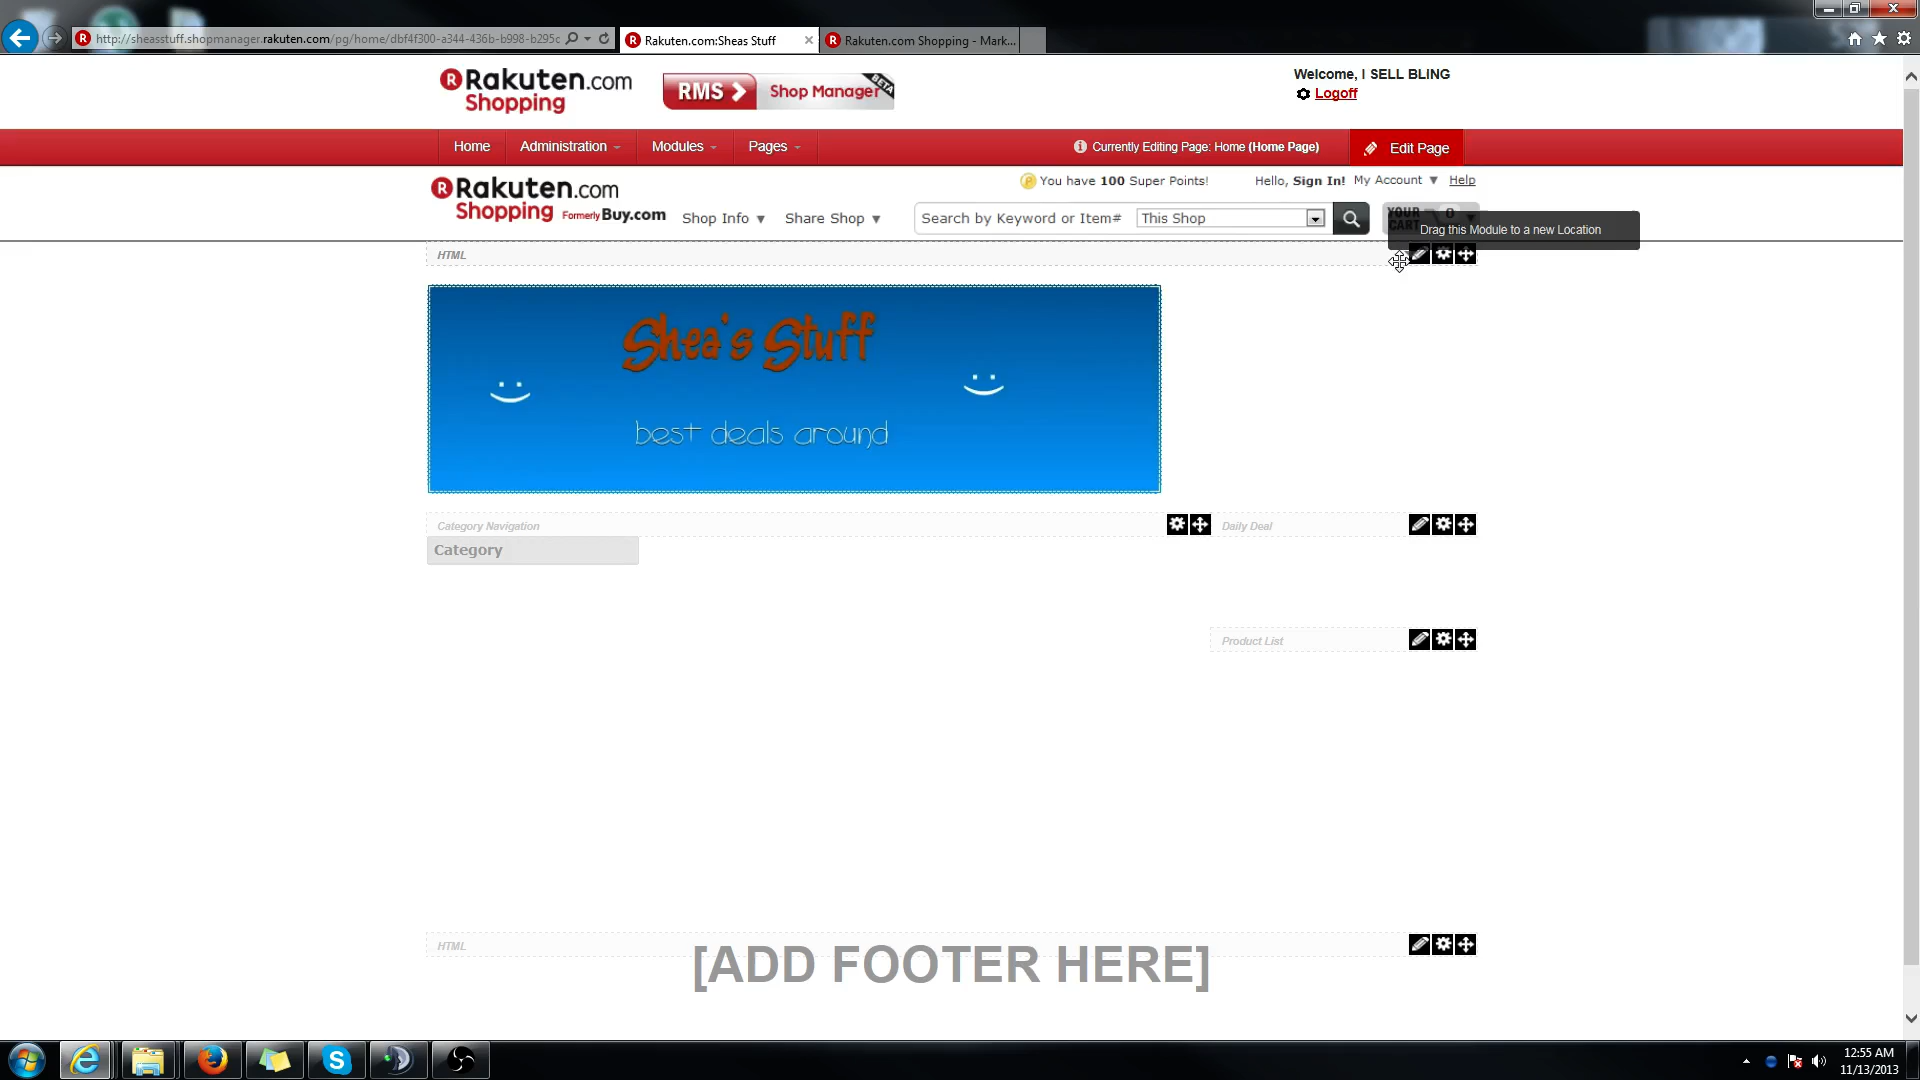 http://sheasstuff.shopmanager.rakuten.com/pg/home/dbf4f300-a344-436b-b998-b295c
Rakuten.com:Sheas Stuff
Rakuten.com Shopping - Mark...
Rakuten.com
Shopping
RMS
Shop Manager
BETA
Welcome, I SELL BLING
Logoff
Home
Administration
Modules
Pages
Currently Editing Page: Home (Home Page)
Edit Page
Rakuten.com
Shopping Formerly Buy.com
You have 100 Super Points!
Hello, Sign In!
My Account
Help
Shop Info
Share Shop
Search by Keyword or Item#
This Shop
YOUR CART
0
Drag this Module to a new Location
HTML
Shea's Stuff
best deals around
Category Navigation
Daily Deal
Category
Product List
HTML
[ADD FOOTER HERE]
12:55 AM
11/13/2013